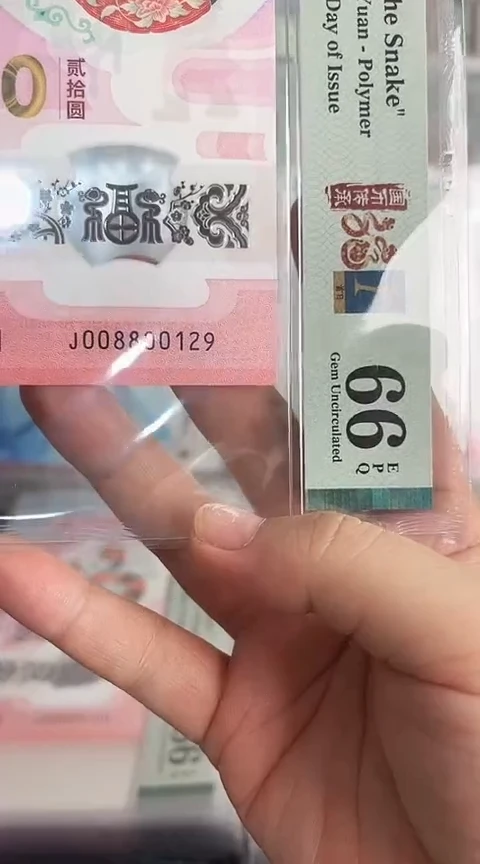 贰拾圆
J008800129
he Snake"
Yuan - Polymer
Day of Issue
66
EPQ
Gem Uncirculated